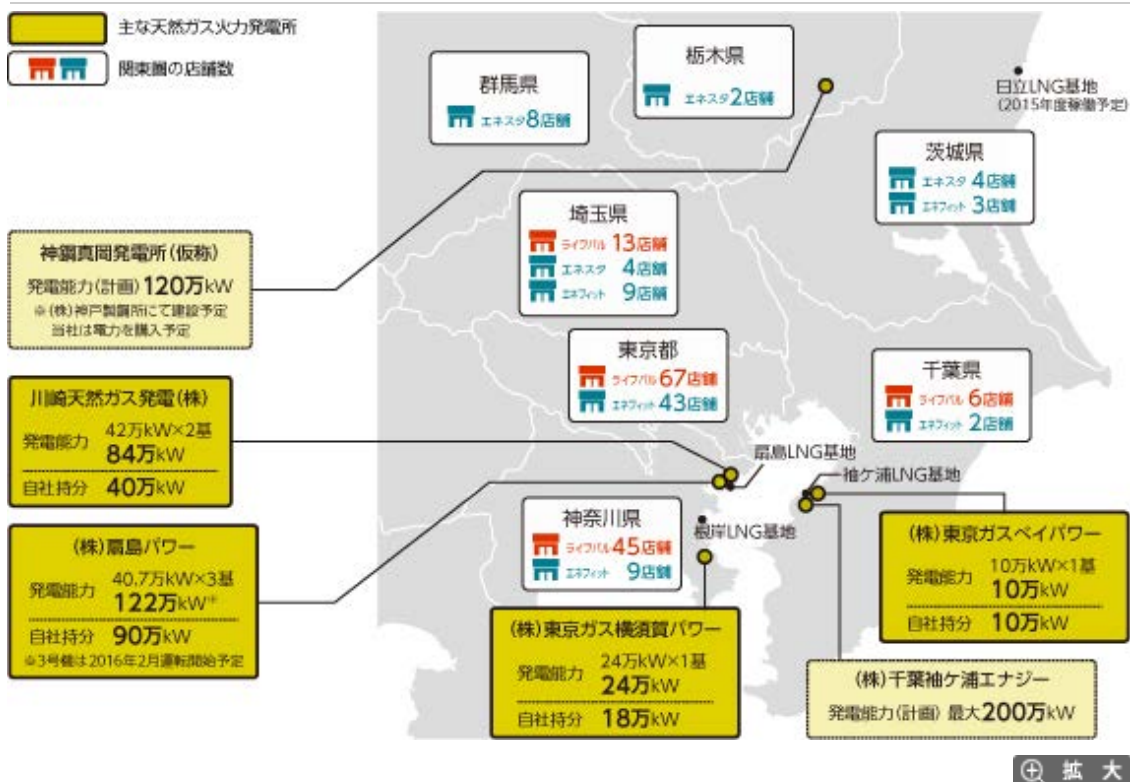 主な天然ガス火力発電所
関東圏の店舗数
群馬県
エネスタ8店舗
栃木県
エネスタ2店舗
日立LNG基地
(2015年度稼働予定)
茨城県
エネスタ 4店舗
エネフィット 3店舗
埼玉県
ライフバル 13店舗
エネスタ 4店舗
エネフィット 9店舗
神鋼真岡発電所(仮称)
発電能力(計画) 120万kW
※(株)神戸製鋼所にて建設予定
当社は電力を購入予定
東京都
ライフバル 67店舗
エネフィット 43店舗
千葉県
ライフバル 6店舗
エネフィット 2店舗
川崎天然ガス発電(株)
発電能力 42万kW×2基
84万kW
自社持分 40万kW
扇島LNG基地
袖ケ浦LNG基地
神奈川県
ライフバル 45店舗
エネフィット 9店舗
根岸LNG基地
(株)扇島パワー
発電能力 40.7万kW×3基
122万kW※
自社持分 90万kW
※3号機は2016年2月運転開始予定
(株)東京ガスベイパワー
発電能力 10万kW×1基
10万kW
自社持分 10万kW
(株)東京ガス横須賀パワー
発電能力 24万kW×1基
24万kW
自社持分 18万kW
(株)千葉袖ケ浦エナジー
発電能力(計画) 最大200万kW
拡大